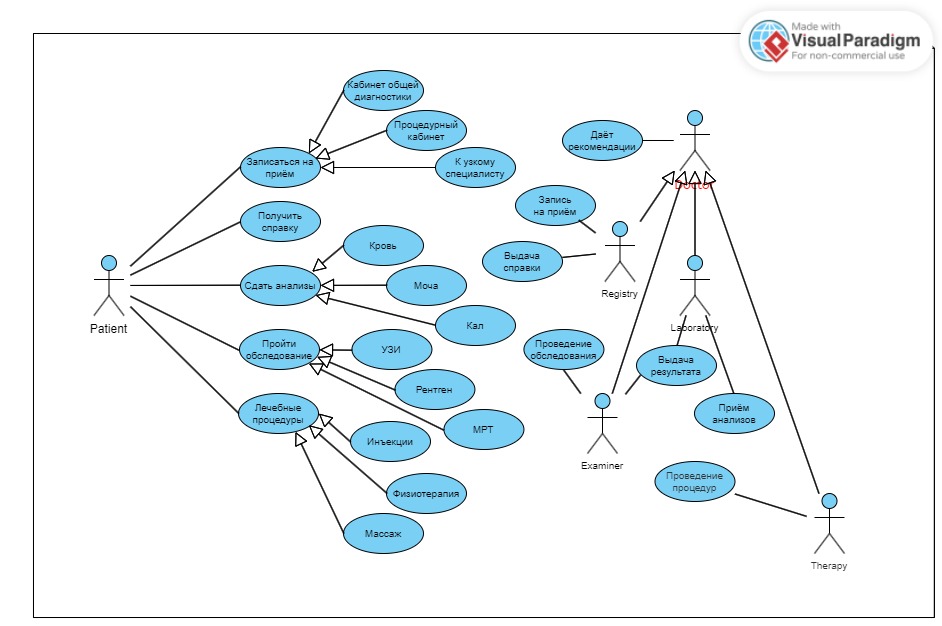 Made with
Visual Paradigm
For non-commercial use
Кабинет общей
диагностики
Процедурный
кабинет
Записаться на
приём
К узкому
специалисту
Получить
справку
Кровь
Сдать анализы
Моча
Кал
Patient
Пройти
обследование
УЗИ
Рентген
МРТ
Лечебные
процедуры
Инъекции
Физиотерапия
Массаж
Даёт
рекомендации
Doctor
Запись
на приём
Выдача
справки
Registry
Laboratory
Проведение
обследования
Выдача
результата
Приём
анализов
Examiner
Проведение
процедур
Therapy